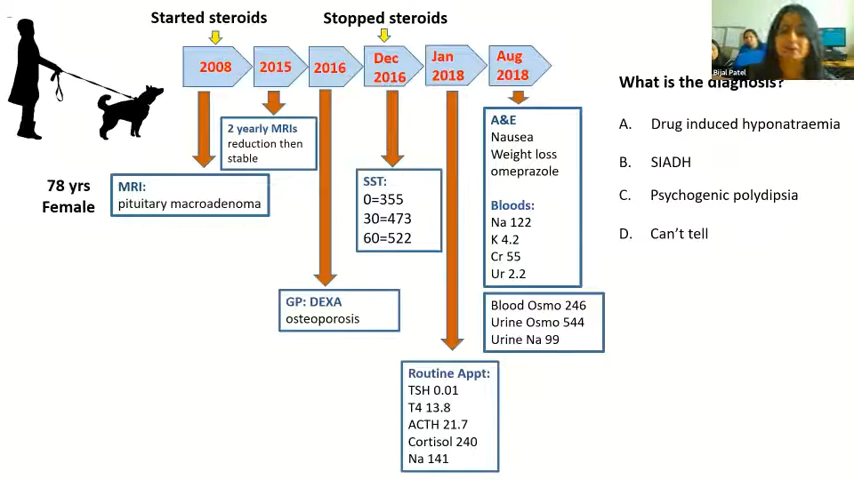 Started steroids
Stopped steroids
2008
2015
2016
Dec
2016
Jan
2018
Aug
2018
Bijal Patel
What is the diagnosis?
A. Drug induced hyponatraemia
B. SIADH
C. Psychogenic polydipsia
D. Can't tell
78 yrs
Female
MRI:
pituitary macroadenoma
2 yearly MRIs
reduction then
stable
GP: DEXA
osteoporosis
SST:
0=355
30=473
60=522
Routine Appt:
TSH 0.01
T4 13.8
ACTH 21.7
Cortisol 240
Na 141
A&E
Nausea
Weight loss
omeprazole
Bloods:
Na 122
K 4.2
Cr 55
Ur 2.2
Blood Osmo 246
Urine Osmo 544
Urine Na 99